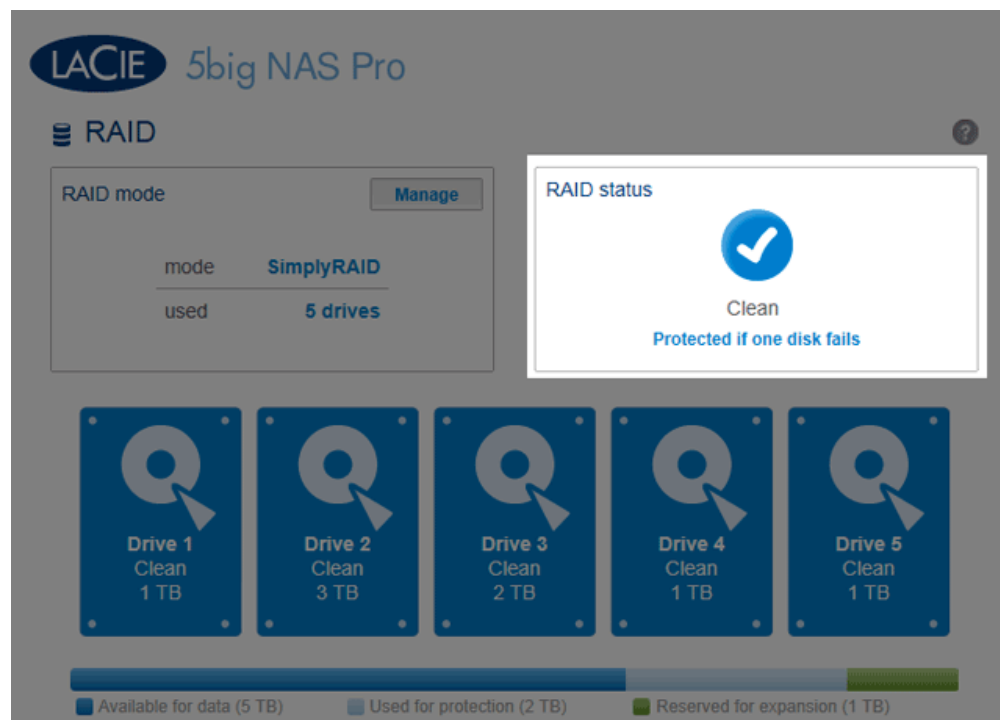 LACIE 5big NAS Pro
RAID
?
RAID mode
Manage
mode SimplyRAID
used 5 drives
RAID status
Clean
Protected if one disk fails
Drive 1
Clean
1 TB
Drive 2
Clean
3 TB
Drive 3
Clean
2 TB
Drive 4
Clean
1 TB
Drive 5
Clean
1 TB
Available for data (5 TB)
Used for protection (2 TB)
Reserved for expansion (1 TB)